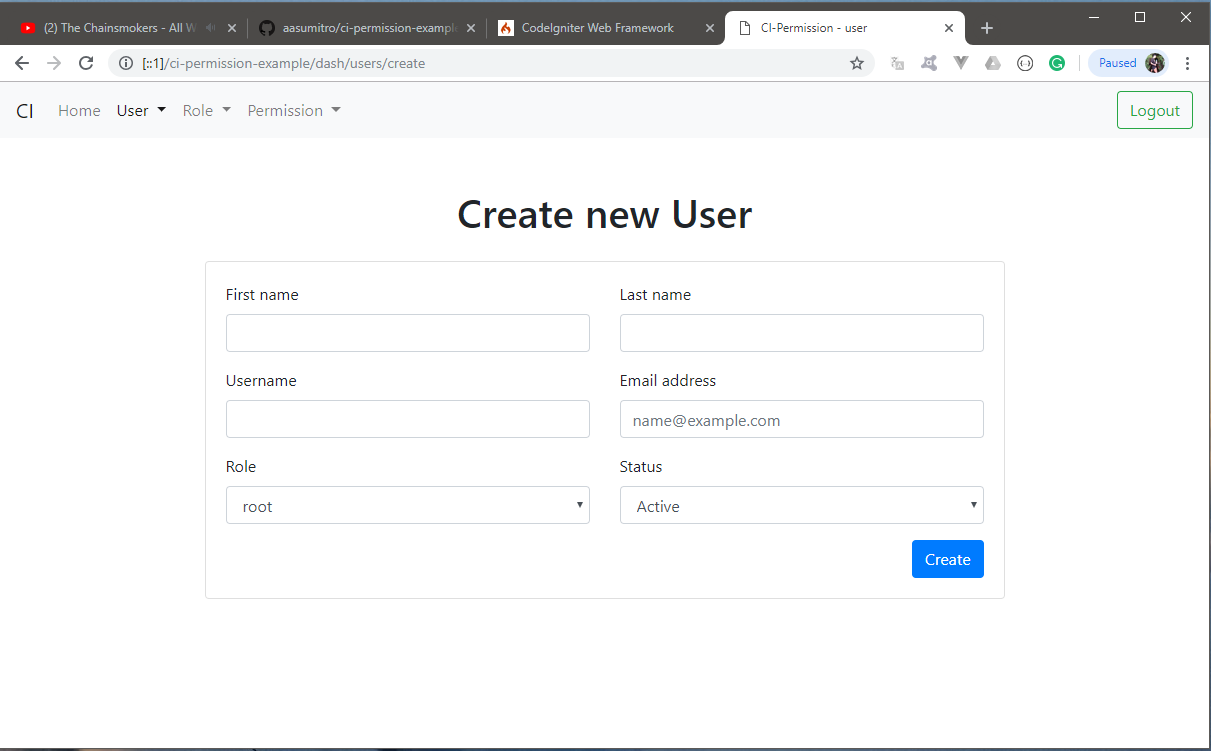 (2) The Chainsmokers - All W
aasumitro/ci-permission-example
CodeIgniter Web Framework
CI-Permission - user
[::1]/ci-permission-example/dash/users/create
Paused
CI Home User Role Permission Logout
Create new User
First name Last name
Username Email address
name@example.com
Role Status
root Active
Create